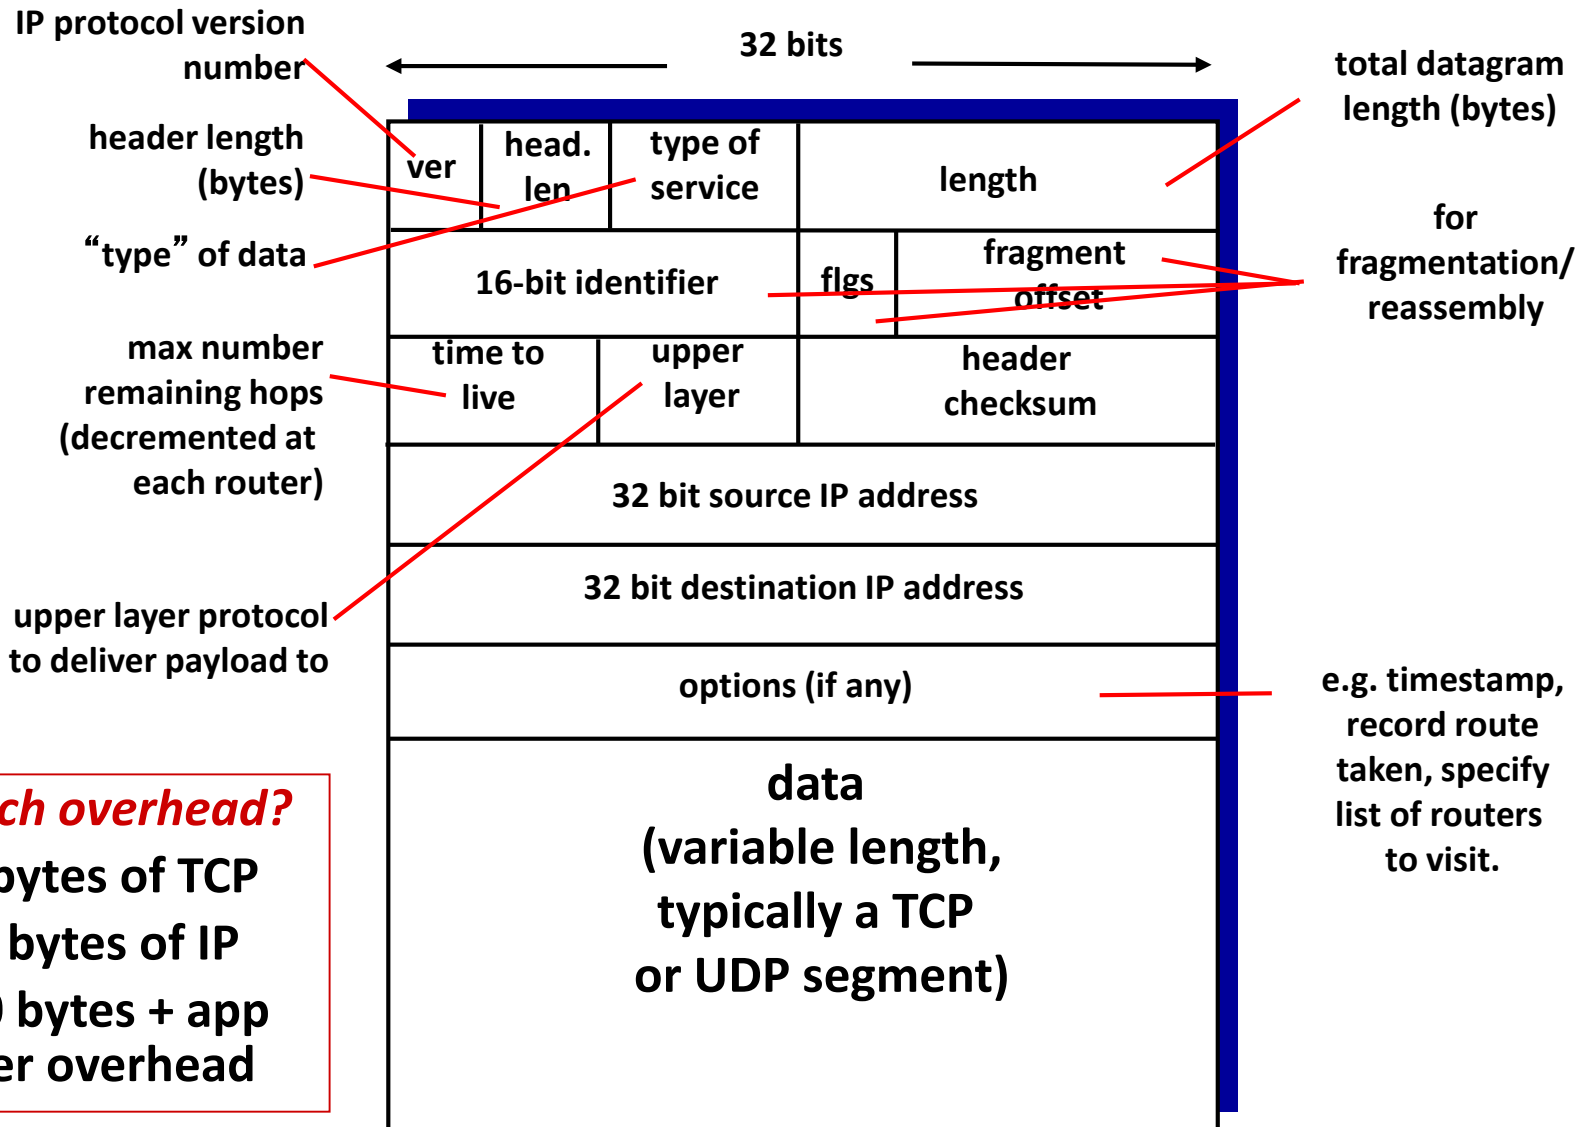 IP protocol version
number
32 bits
total datagram
length (bytes)
header length
(bytes)
ver
head.
len
type of
service
length
“type” of data
for
fragmentation/
reassembly
16-bit identifier
flgs
fragment
offset
max number
remaining hops
(decremented at
each router)
time to
live
upper
layer
header
checksum
32 bit source IP address
32 bit destination IP address
upper layer protocol
to deliver payload to
options (if any)
e.g. timestamp,
record route
taken, specify
list of routers
to visit.
ch overhead?
bytes of TCP
bytes of IP
bytes + app
er overhead
data
(variable length,
typically a TCP
or UDP segment)